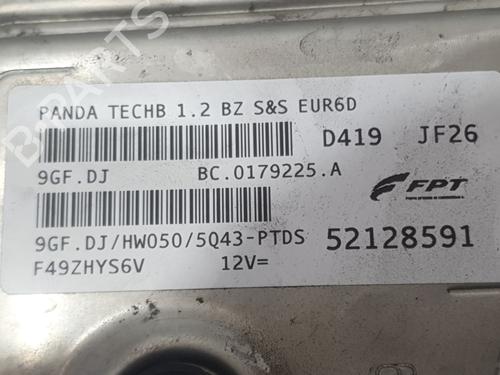 PANDA TECHB 1.2 BZ S&S EUR6D
D419 JF26
9GF.DJ BC.0179225.A
FPT
9GF.DJ/HW050/5Q43-PTDS 52128591
F49ZHYS6V 12V=
B-PARTS